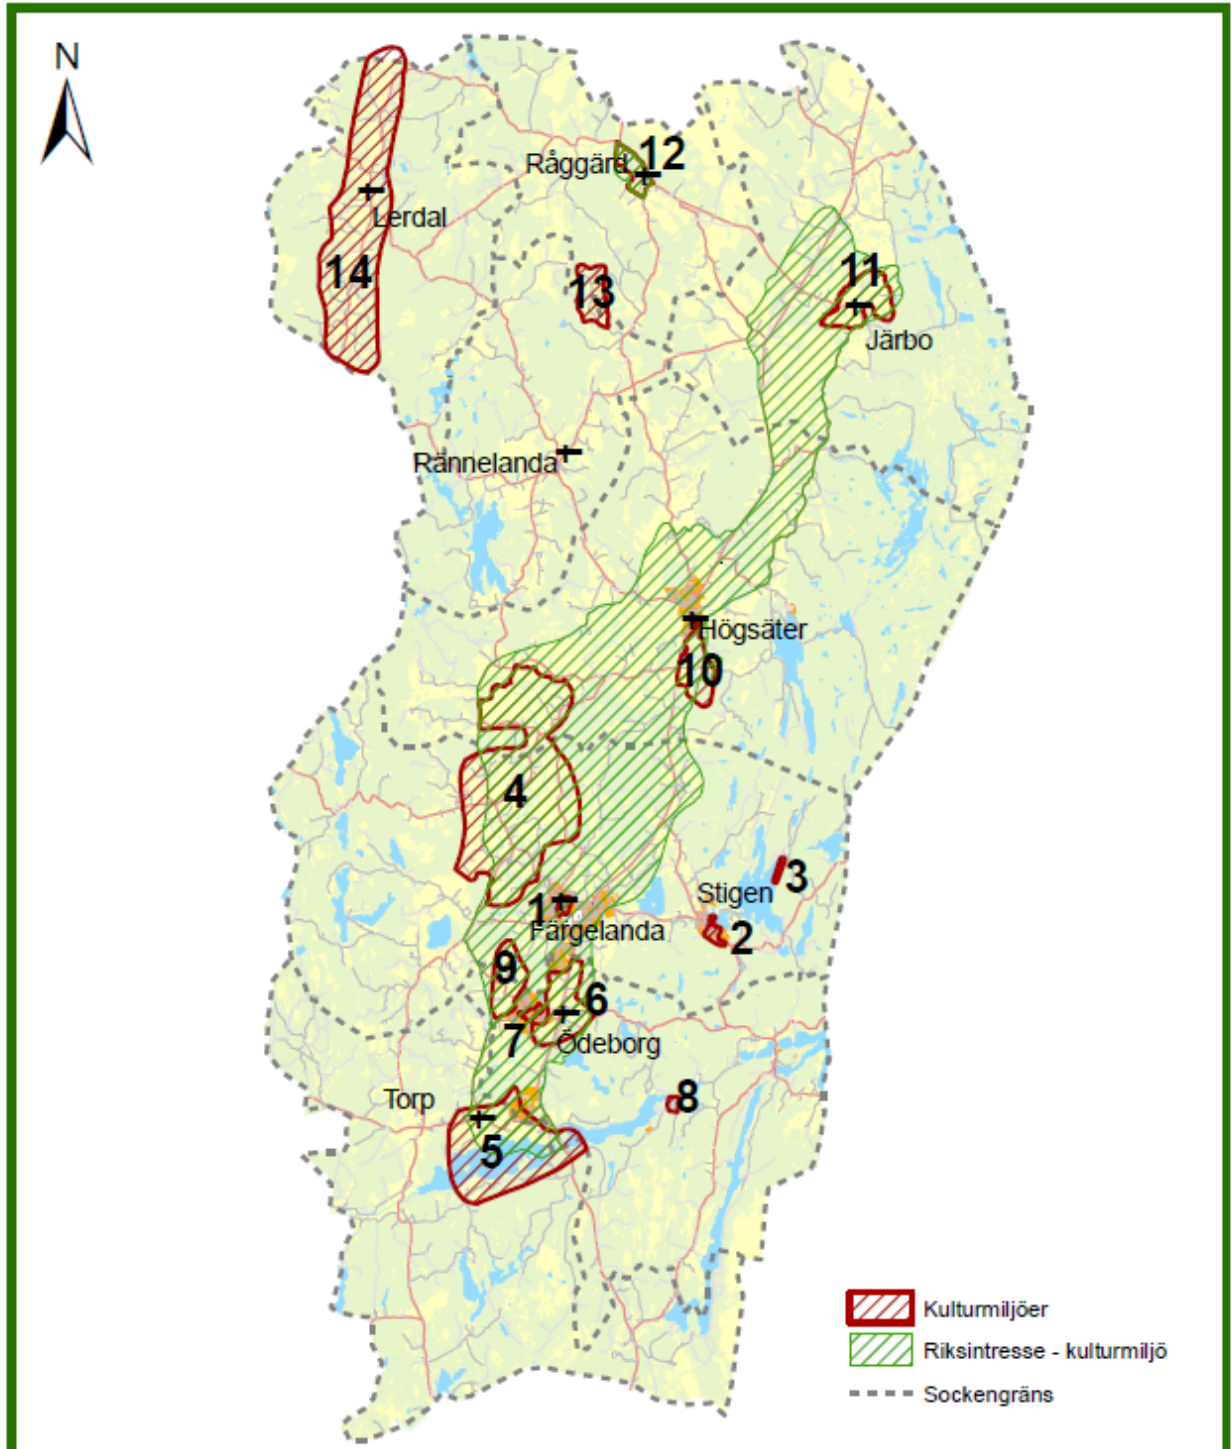 N
Råggärd
12
Lerdal
14
13
11
Järbo
Rännelanda
Högsäter
10
4
3
Stigen
1
Färgelanda
2
9
6
7
Ödeborg
Torp
8
5
Kulturmiljöer
Riksintresse - kulturmiljö
Sockengräns